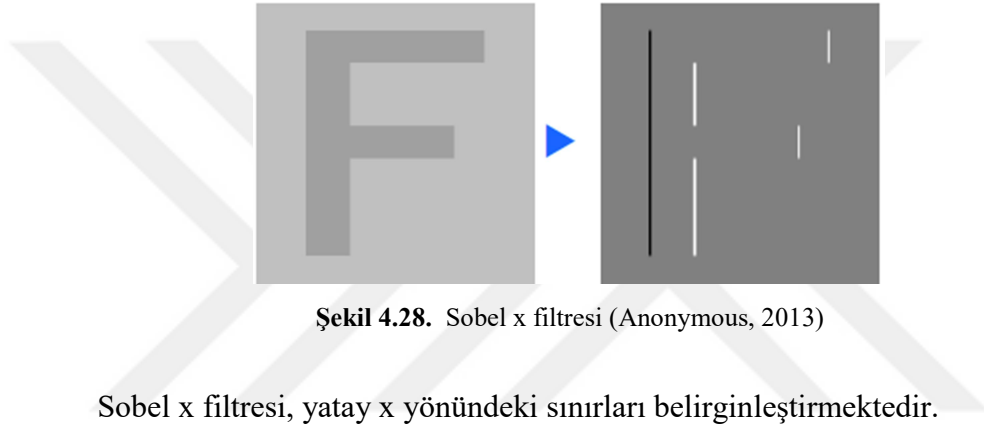 F
Şekil 4.28. Sobel x filtresi (Anonymous, 2013)
Sobel x filtresi, yatay x yönündeki sınırları belirginleştirmektedir.